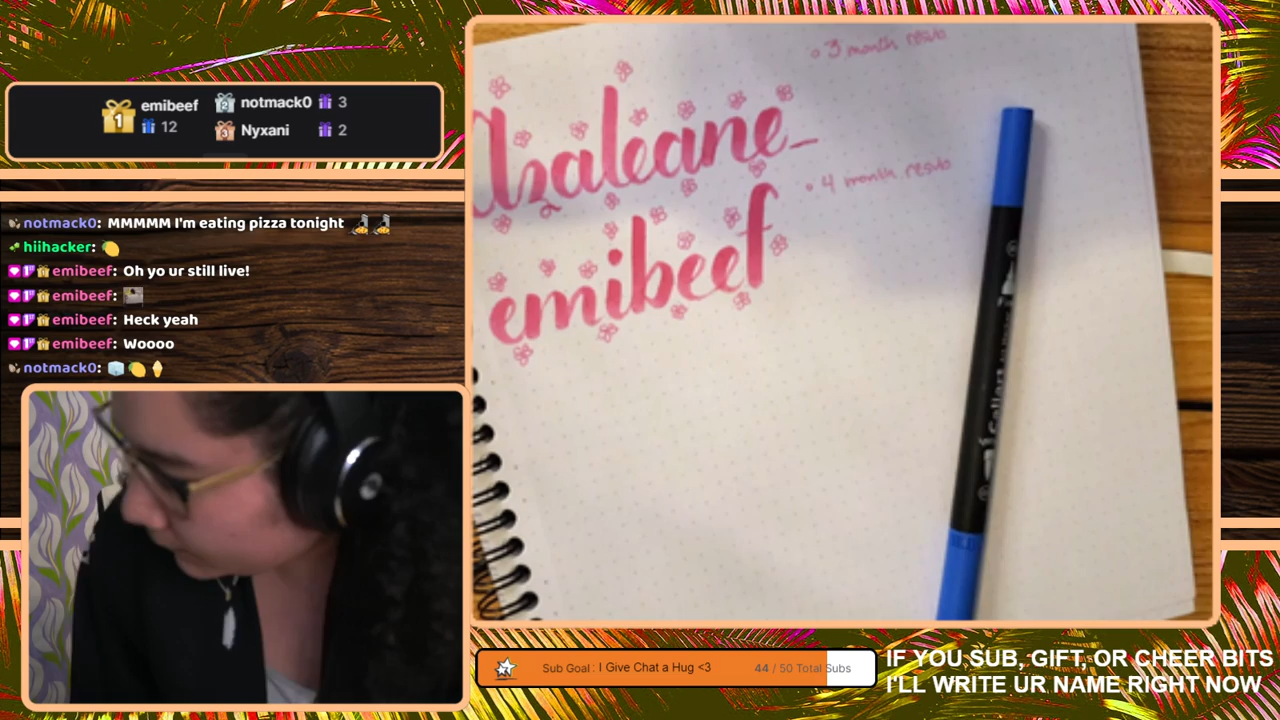 emibeef
12
notmack0 3
Nyxani 2
notmack0: MMMMM I'm eating pizza tonight
hiihacker:
emibeef: Oh yo ur still live!
emibeef:
emibeef: Heck yeah
emibeef: Woooo
notmack0:
3 month resub
Azaleane_
4 month resub
emibeef
Sub Goal: I Give Chat a Hug <3 44 / 50 Total Subs
IF YOU SUB, GIFT, OR CHEER BITS
I'LL WRITE UR NAME RIGHT NOW